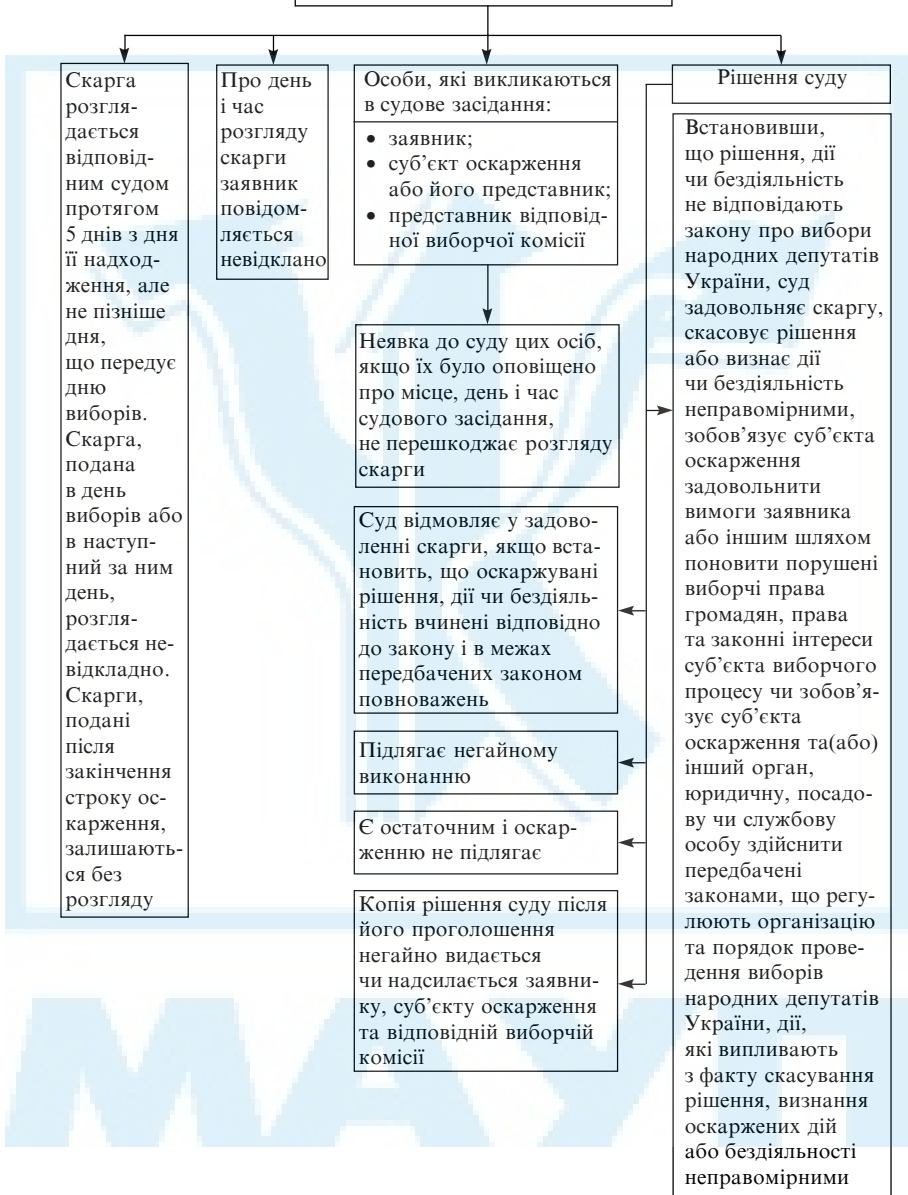 Скарга
розгля-
дається
відповід-
ним судом
протягом
5 днів з дня
її надход-
ження, але
не пізніше
дня,
що передує
дню
виборів.
Скарга,
подана
в день
виборів або
в наступ-
ний за ним
день,
розгля-
дається не-
відкладно.
Скарги,
подані
після
закінчення
строку ос-
карження,
залишають-
ся без
розгляду
Про день
і час
розгляду
скарги
заявник
повідом-
ляється
невідклано
Особи, які викликаються
в судове засідання:
• заявник;
• суб’єкт оскарження
або його представник;
• представник відповід-
ної виборчої комісії
Неявка до суду цих осіб,
якщо їх було оповіщено
про місце, день і час
судового засідання,
не перешкоджає розгляду
скарги
Суд відмовляє у задово-
ленні скарги, якщо вста-
новить, що оскаржувані
рішення, дії чи бездіяль-
ність вчинені відповідно
до закону і в межах
передбачених законом
повноважень
Підлягає негайному
виконанню
Є остаточним і оскар-
женню не підлягає
Копія рішення суду після
його проголошення
негайно видається
чи надсилається заявни-
ку, суб’єкту оскарження
та відповідній виборчій
комісії
Рішення суду
Встановивши,
що рішення, дії
чи бездіяльність
не відповідають
закону про вибори
народних депутатів
України, суд
задовольняє скаргу,
скасовує рішення
або визнає дії
чи бездіяльність
неправомірними,
зобов’язує суб’єкта
оскарження
задовольнити
вимоги заявника
або іншим шляхом
поновити порушені
виборчі права
громадян, права
та законні інтереси
суб’єкта виборчого
процесу чи зобов’я-
зує суб’єкта
оскарження та(або)
інший орган,
юридичну, посадо-
ву чи службову
особу здійснити
передбачені
законами, що регу-
люють організацію
та порядок прове-
дення виборів
народних депутатів
України, дії,
які випливають
з факту скасування
рішення, визнання
оскаржених дій
або бездіяльності
неправомірними
МАУП